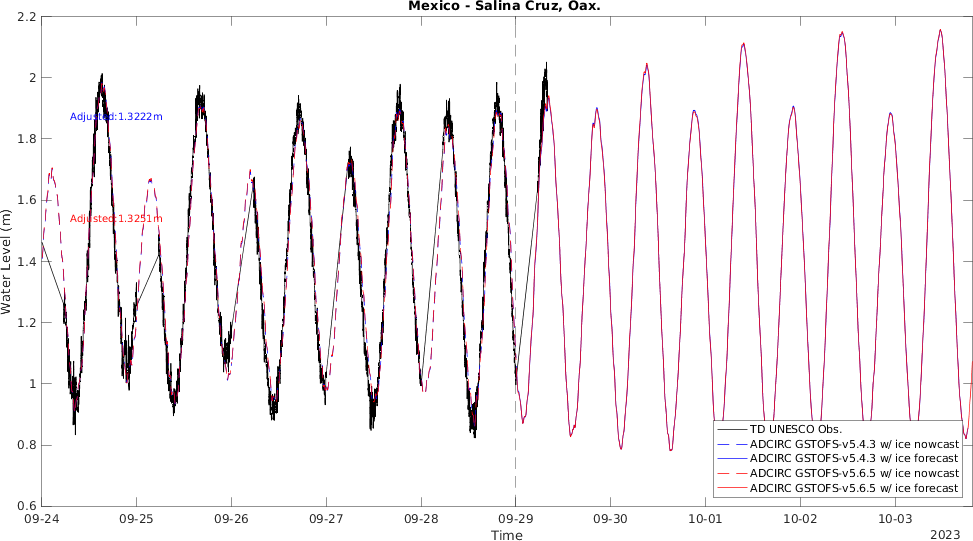 Mexico - Salina Cruz, Oax.
2.2
2
1.8
1.6
1.4
1.2
1
0.8
0.6
Water Level (m)
Adjusted:1.3222m
Adjusted:1.3251m
TD UNESCO Obs.
ADCIRC GSTOFS-v5.4.3 w/ ice nowcast
ADCIRC GSTOFS-v5.4.3 w/ ice forecast
ADCIRC GSTOFS-v5.6.5 w/ ice nowcast
ADCIRC GSTOFS-v5.6.5 w/ ice forecast
09-24 09-25 09-26 09-27 09-28 09-29 09-30 10-01 10-02 10-03
Time
2023